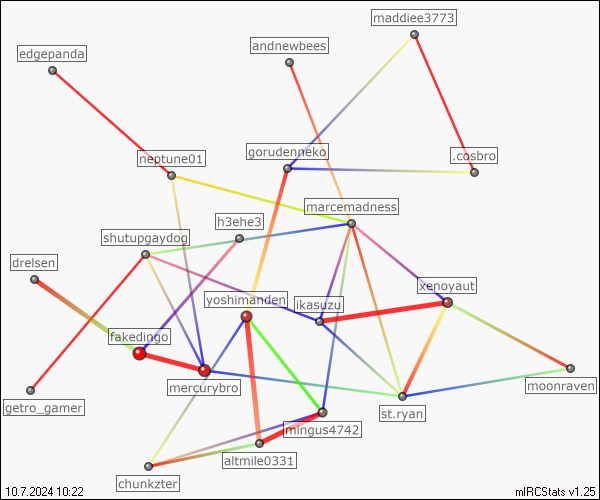 maddiee3773
andnewbees
edgepanda
gorudenneko
.cosbro
neptune01
marcemadness
h3ehe3
shutupgaydog
drelsen
xenoyaut
yoshimanden
ikasuzu
fakedingo
mercurybro
moonraven
getro_gamer
st.ryan
mingus4742
altmile0331
chunkzter
10.7.2024 10:22
mIRCStats v1.25